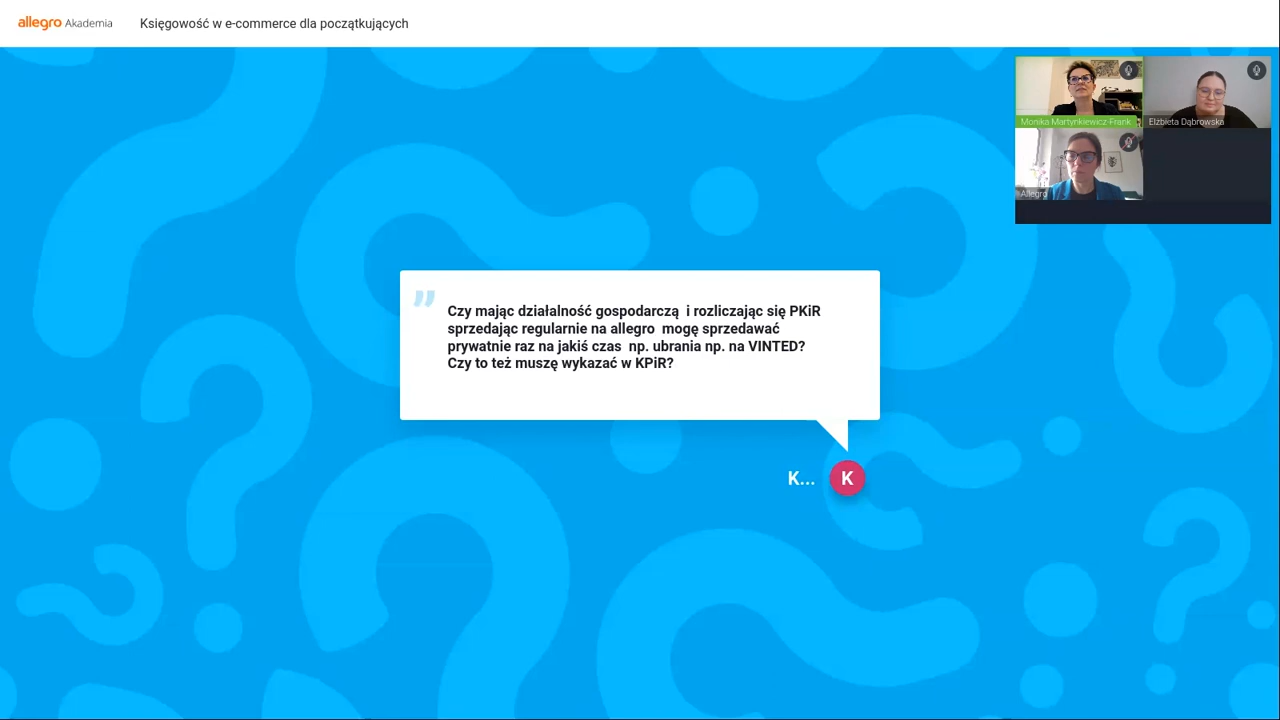 allegro Akademia
Księgowość w e-commerce dla początkujących
Monika Martynkiewicz-Frank
Elżbieta Dąbrowska
Allegro
Czy mając działalność gospodarczą i rozliczając się PKiR
sprzedając regularnie na allegro mogę sprzedawać
prywatnie raz na jakiś czas np. ubrania np. na VINTED?
Czy to też muszę wykazać w KPiR?
K...
K